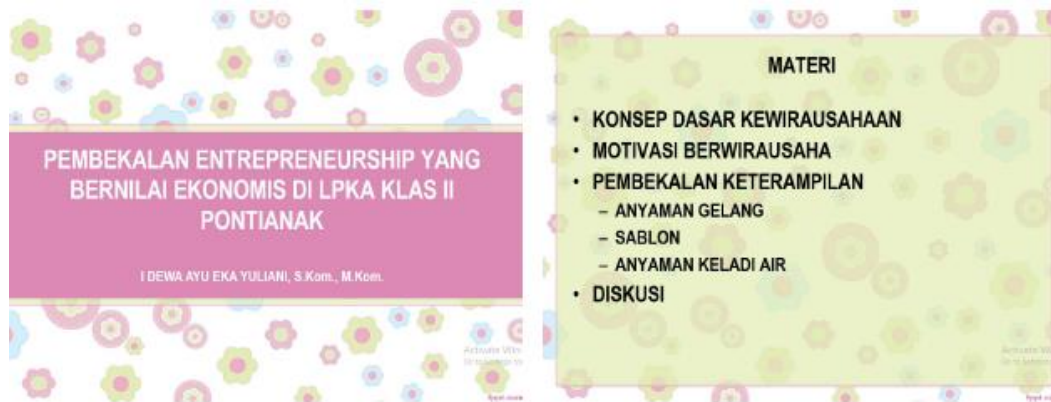 PEMBEKALAN ENTREPRENEURSHIP YANG
BERNILAI EKONOMIS DI LPKA KLAS II
PONTIANAK
I DEWA AYU EKA YULIANI, S.Kom., M.Kom.
MATERI
• KONSEP DASAR KEWIRAUSAHAAN
• MOTIVASI BERWIRAUSAHA
• PEMBEKALAN KETERAMPILAN
– ANYAMAN GELANG
– SABLON
– ANYAMAN KELADI AIR
• DISKUSI